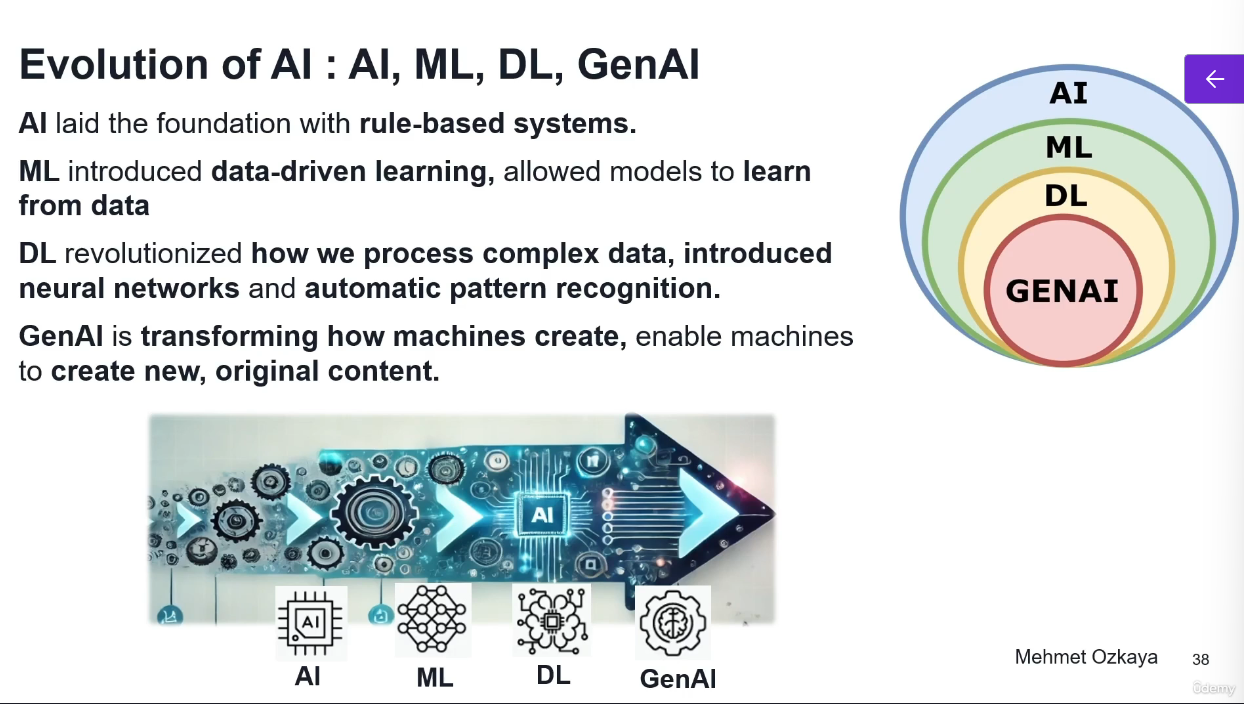 Evolution of AI : AI, ML, DL, GenAI
AI laid the foundation with rule-based systems.
ML introduced data-driven learning, allowed models to learn
from data
DL revolutionized how we process complex data, introduced
neural networks and automatic pattern recognition.
GenAI is transforming how machines create, enable machines
to create new, original content.
AI
ML
DL
GENAI
AI
AI
AI
ML
DL
GenAI
Mehmet Ozkaya
38
ûdemy